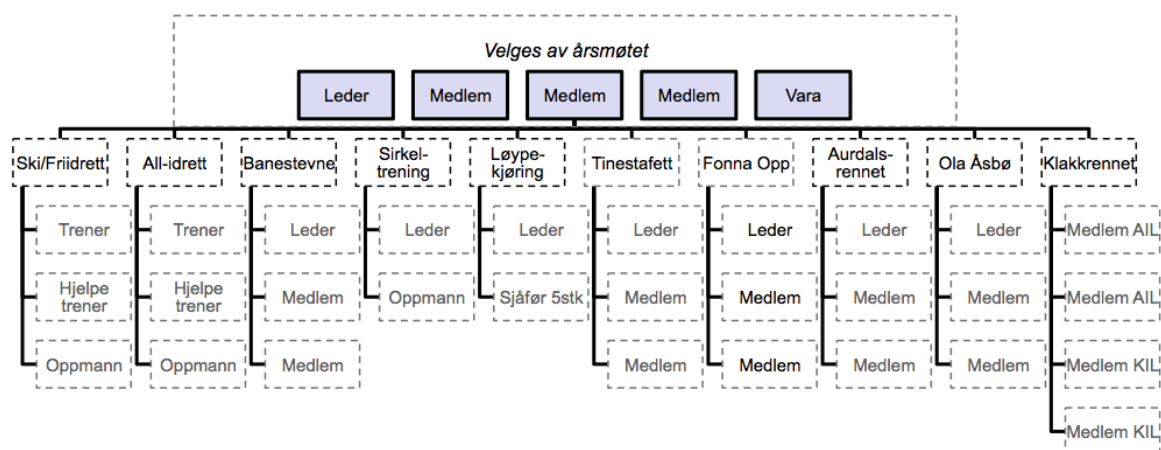 Velges av årsmøtet
Leder Medlem Medlem Medlem Vara
Ski/Friidrett
All-idrett
Banestevne
Sirkel-
trening
Løype-
kjøring
Tinestafett
Fonna Opp
Aurdals-
rennet
Ola Åsbø
Klakkrennet
Trener
Hjelpe
trener
Oppmann
Trener
Hjelpe
trener
Oppmann
Leder
Medlem
Medlem
Leder
Oppmann
Leder
Sjåfør 5stk
Leder
Medlem
Medlem
Leder
Medlem
Medlem
Leder
Medlem
Medlem
Leder
Medlem
Medlem
Medlem AIL
Medlem AIL
Medlem KIL
Medlem KIL